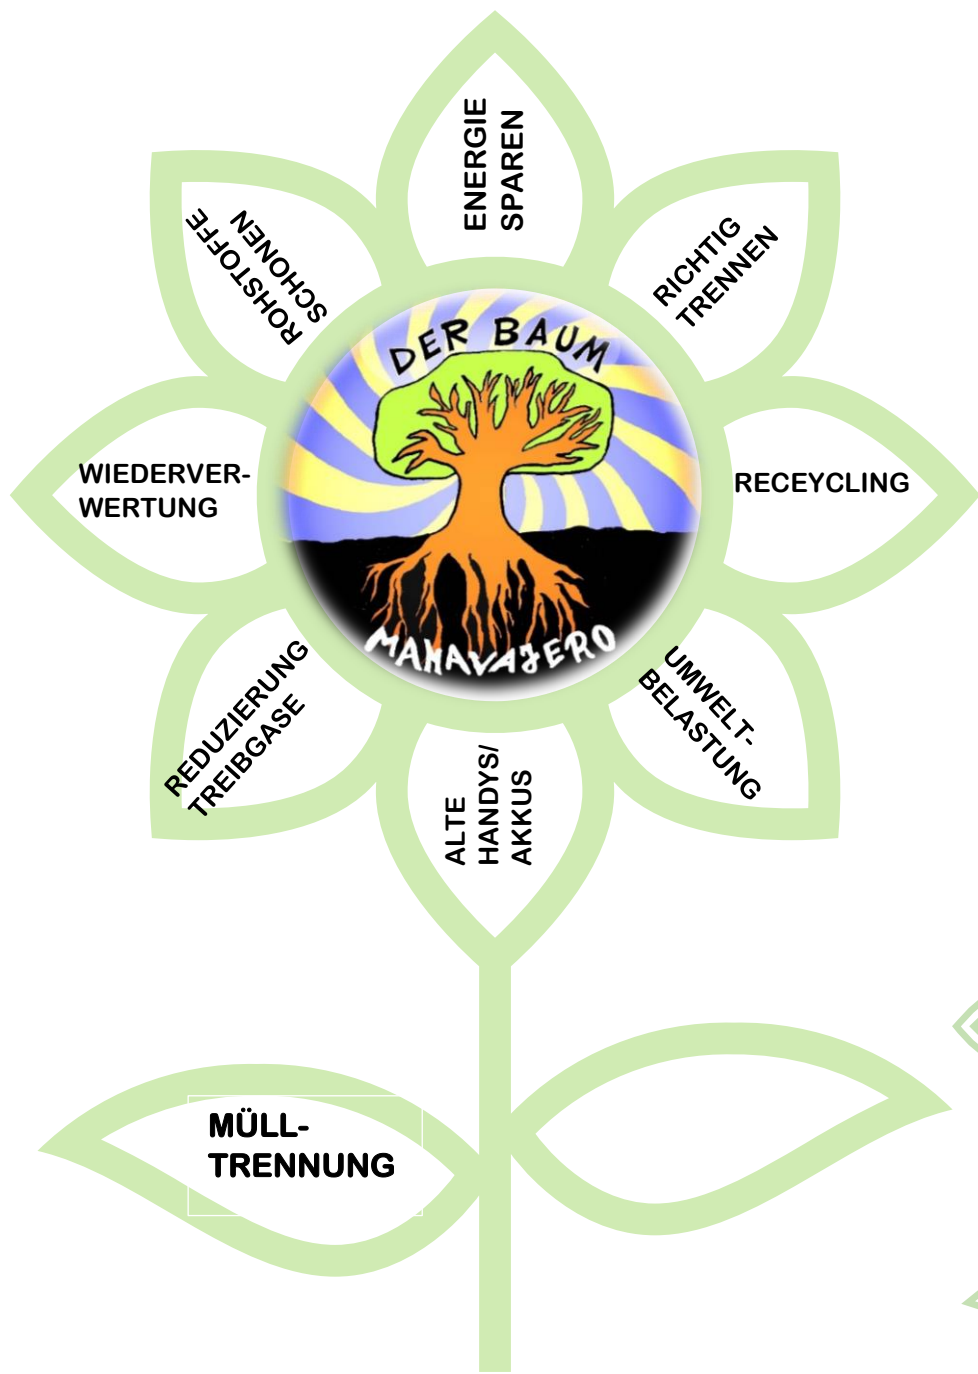 ENERGIE
SPAREN
RICHTIG
TRENNEN
ROHSTOFFE
SCHONEN
DER BAUM
WIEDERVER-
WERTUNG
RECEYCLING
MAMAVAJERO
REDUZIERUNG
TREIBGASE
UMWELT-
BELASTUNG
ALTE
HANDYS/
AKKUS
MÜLL-
TRENNUNG